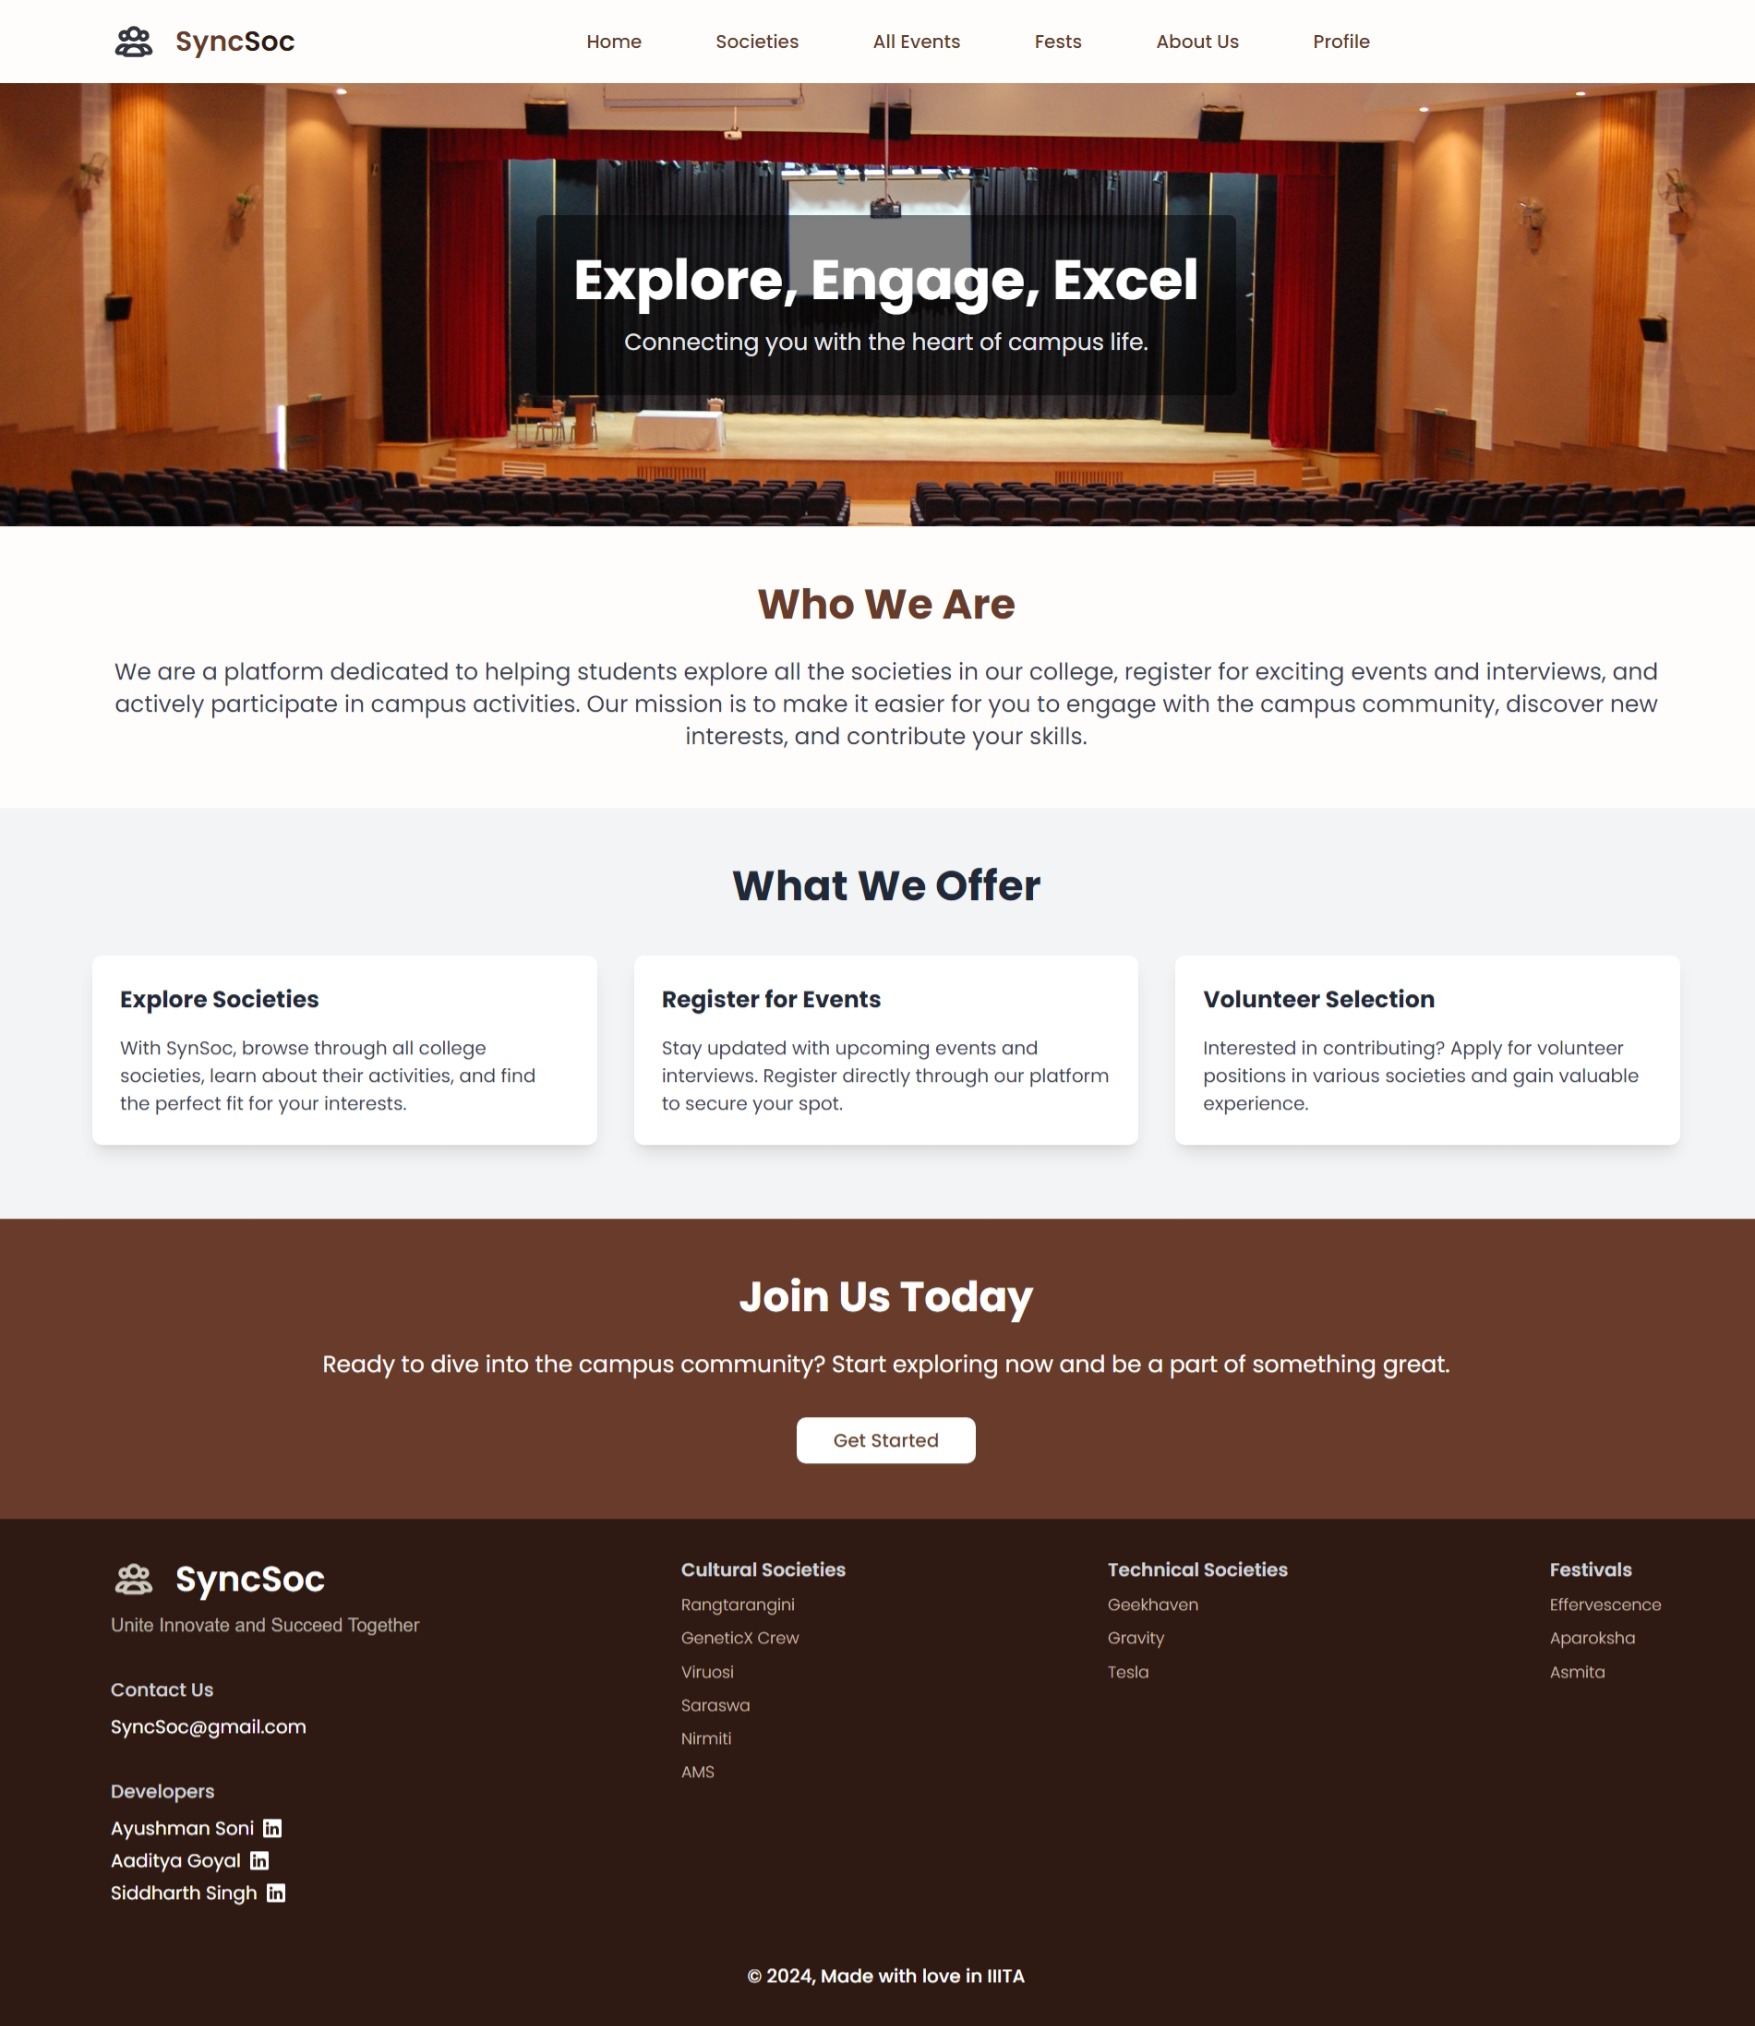 SyncSoc
Home
Societies
All Events
Fests
About Us
Profile
Explore, Engage, Excel
Connecting you with the heart of campus life.
Who We Are
We are a platform dedicated to helping students explore all the societies in our college, register for exciting events and interviews, and
actively participate in campus activities. Our mission is to make it easier for you to engage with the campus community, discover new
interests, and contribute your skills.
What We Offer
Explore Societies
With SynSoc, browse through all college
societies, learn about their activities, and find
the perfect fit for your interests.
Register for Events
Stay updated with upcoming events and
interviews. Register directly through our platform
to secure your spot.
Volunteer Selection
Interested in contributing? Apply for volunteer
positions in various societies and gain valuable
experience.
Join Us Today
Ready to dive into the campus community? Start exploring now and be a part of something great.
Get Started
SyncSoc
Unite Innovate and Succeed Together
Contact Us
SyncSoc@gmail.com
Developers
Ayushman Soni in
Aaditya Goyal in
Siddharth Singh in
Cultural Societies
Rangtarangini
GeneticX Crew
Viruosi
Saraswa
Nirmiti
AMS
Technical Societies
Geekhaven
Gravity
Tesla
Festivals
Effervescence
Aparoksha
Asmita
© 2024, Made with love in IIITA